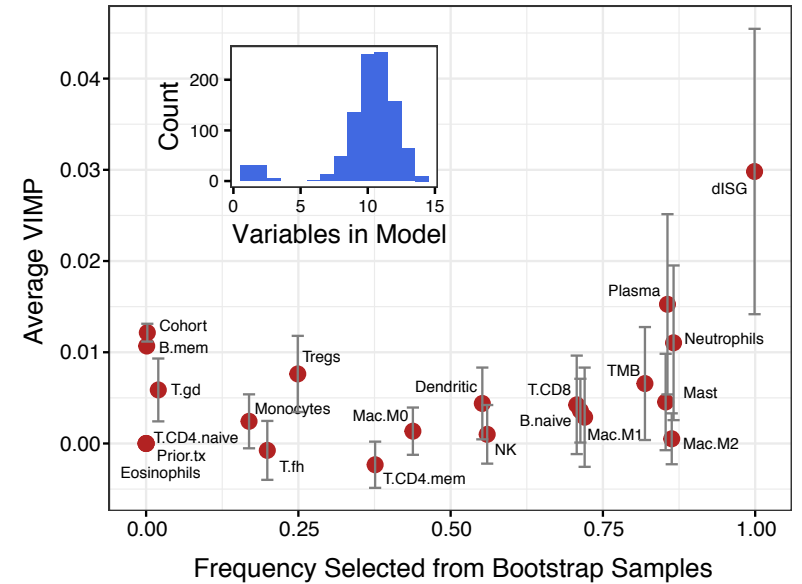 0.04
0.03
0.02
0.01
0.00
Average VIMP
200
100
0
Count
0 5 10 15
Variables in Model
dISG
Plasma
Neutrophils
TMB
Mast
Mac.M2
Cohort
B.mem
T.gd
Tregs
Monocytes
T.CD4.naive
Prior.tx
Eosinophils
T.fh
Mac.M0
T.CD4.mem
Dendritic
NK
T.CD8
B.naive
Mac.M1
0.00 0.25 0.50 0.75 1.00
Frequency Selected from Bootstrap Samples